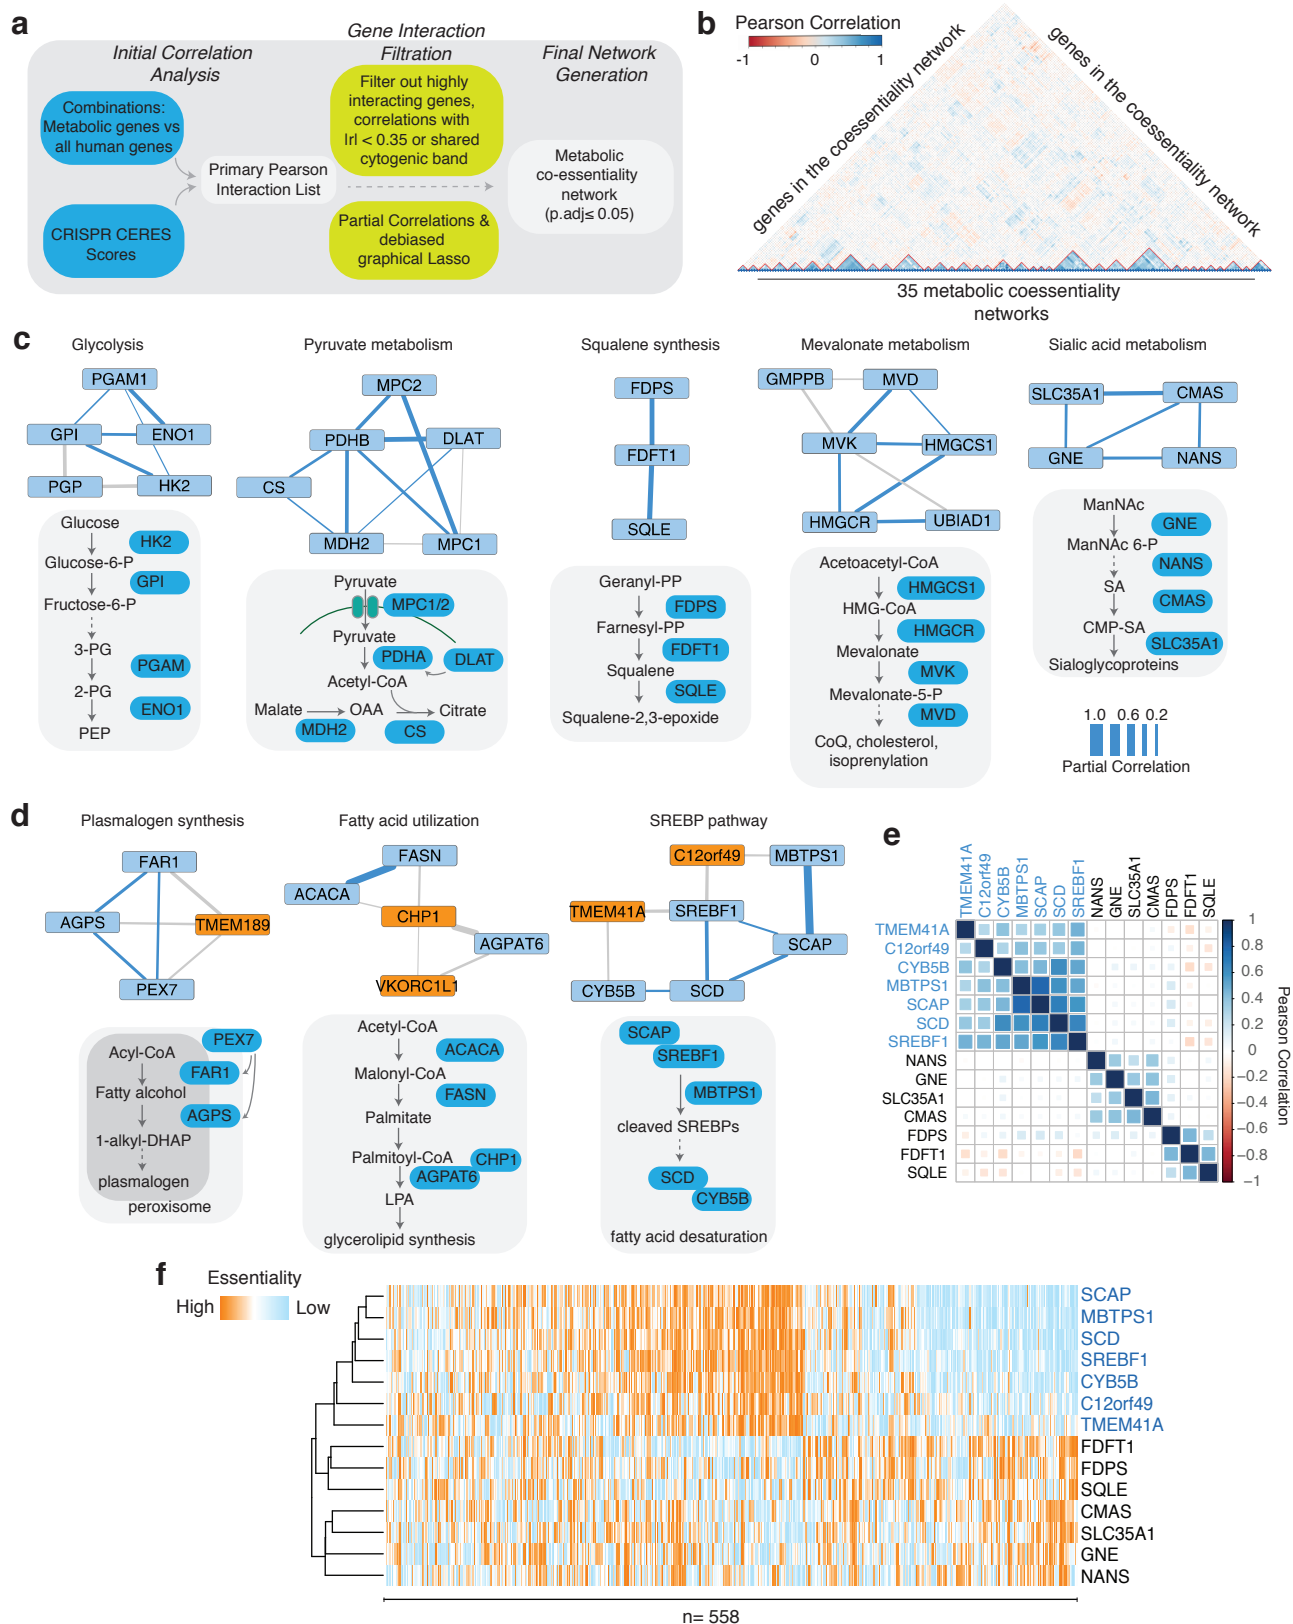 a
Initial Correlation
Analysis
Gene Interaction
Filtration
Final Network
Generation
Combinations:
Metabolic genes vs
all human genes
CRISPR CERES
Scores
Primary Pearson
Interaction List
Filter out highly
interacting genes,
correlations with
|r| < 0.35 or shared
cytogenic band
Partial Correlations &
debiased
graphical Lasso
Metabolic
co-essentiality
network
(p.adj≤ 0.05)
b
Pearson Correlation
-1 0 1
genes in the coessentiality network
genes in the coessentiality network
35 metabolic coessentiality
networks
c
Glycolysis
PGAM1
GPI
ENO1
PGP
HK2
Glucose
HK2
Glucose-6-P
GPI
Fructose-6-P
3-PG
PGAM
2-PG
ENO1
PEP
Pyruvate metabolism
MPC2
PDHB
DLAT
CS
MDH2
MPC1
Pyruvate
MPC1/2
Pyruvate
PDHA
DLAT
Acetyl-CoA
Malate
OAA
Citrate
MDH2
CS
Squalene synthesis
FDPS
FDFT1
SQLE
Geranyl-PP
FDPS
Farnesyl-PP
FDFT1
Squalene
SQLE
Squalene-2,3-epoxide
Mevalonate metabolism
GMPPB
MVD
MVK
HMGCS1
HMGCR
UBIAD1
Acetoacetyl-CoA
HMGCS1
HMG-CoA
HMGCR
Mevalonate
MVK
Mevalonate-5-P
MVD
CoQ, cholesterol,
isoprenylation
Sialic acid metabolism
SLC35A1
CMAS
GNE
NANS
ManNAc
GNE
ManNAc 6-P
NANS
SA
CMAS
CMP-SA
SLC35A1
Sialoglycoproteins
1.0 0.6 0.2
Partial Correlation
d
Plasmalogen synthesis
FAR1
AGPS
TMEM189
PEX7
PEX7
Acyl-CoA
FAR1
Fatty alcohol
AGPS
1-alkyl-DHAP
plasmalogen
peroxisome
Fatty acid utilization
FASN
ACACA
CHP1
AGPAT6
VKORC1L1
Acetyl-CoA
ACACA
Malonyl-CoA
FASN
Palmitate
Palmitoyl-CoA
CHP1
AGPAT6
LPA
glycerolipid synthesis
SREBP pathway
C12orf49
MBTPS1
TMEM41A
SREBF1
SCAP
CYB5B
SCD
SCAP
SREBF1
MBTPS1
cleaved SREBPs
SCD
CYB5B
fatty acid desaturation
e
TMEM41A
C12orf49
CYB5B
MBTPS1
SCAP
SCD
SREBF1
NANS
GNE
SLC35A1
CMAS
FDPS
FDFT1
SQLE
TMEM41A
C12orf49
CYB5B
MBTPS1
SCAP
SCD
SREBF1
NANS
GNE
SLC35A1
CMAS
FDPS
FDFT1
SQLE
1
0.8
0.6
0.4
0.2
0
−0.2
−0.4
−0.6
−0.8
−1
Pearson Correlation
f
Essentiality
High Low
SCAP
MBTPS1
SCD
SREBF1
CYB5B
C12orf49
TMEM41A
FDFT1
FDPS
SQLE
CMAS
SLC35A1
GNE
NANS
n= 558